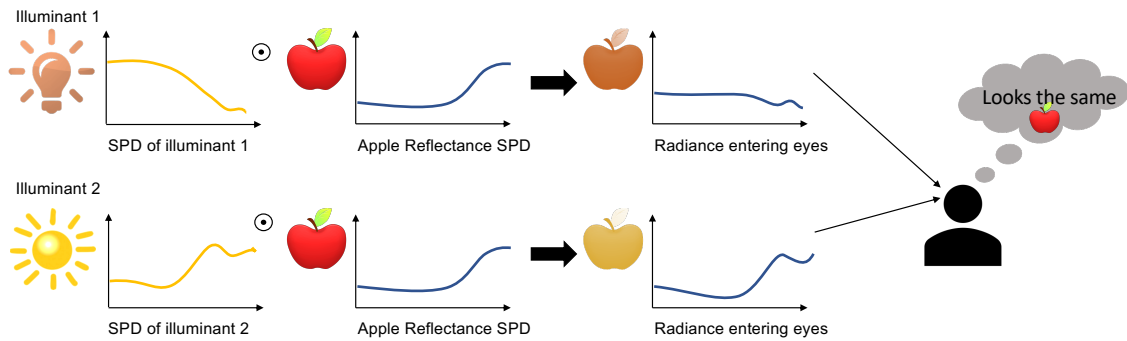 Illuminant 1
SPD of illuminant 1
Apple Reflectance SPD
Radiance entering eyes
Looks the same
Illuminant 2
SPD of illuminant 2
Apple Reflectance SPD
Radiance entering eyes